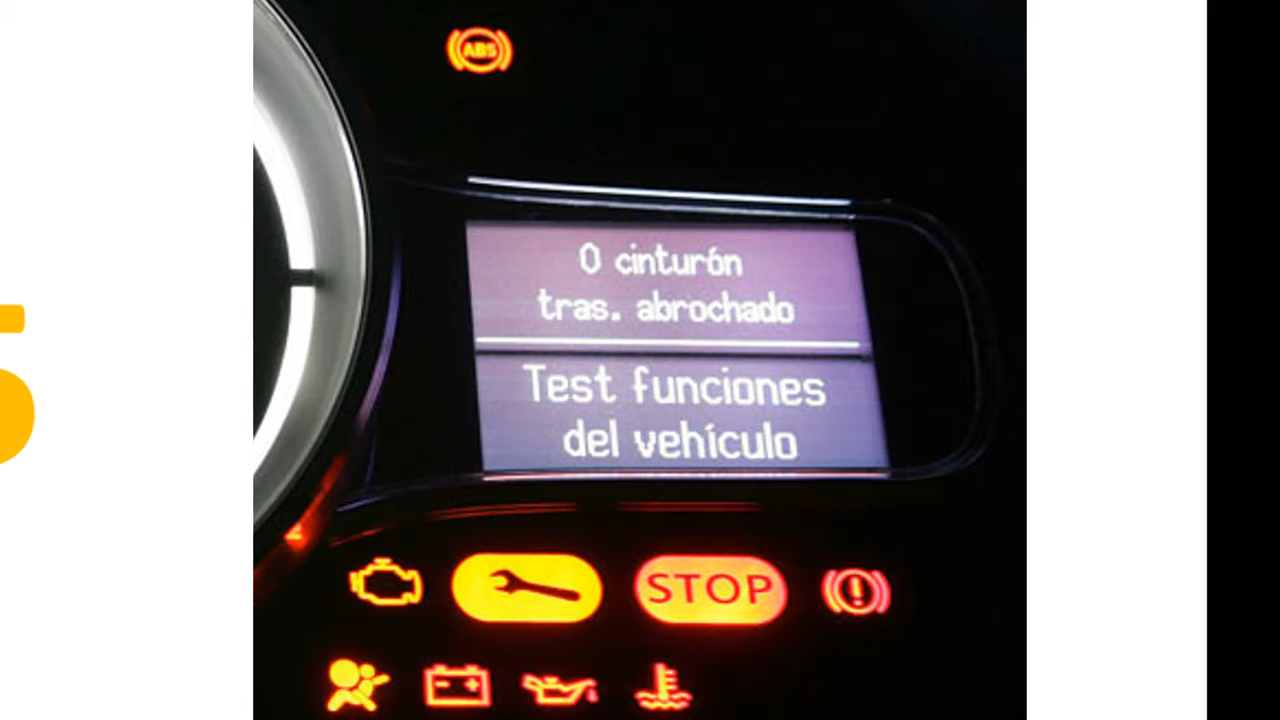 ABS
0 cinturón
tras. abrochado
Test funciones
del vehículo
STOP